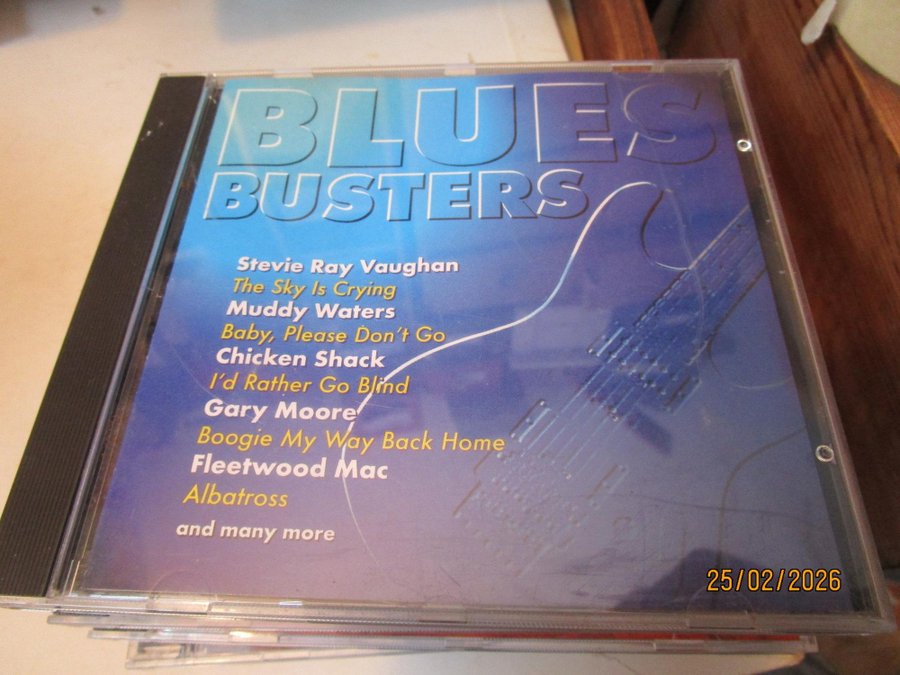 BLUES
BUSTERS
Stevie Ray Vaughan
The Sky Is Crying
Muddy Waters
Baby, Please Don't Go
Chicken Shack
I'd Rather Go Blind
Gary Moore
Boogie My Way Back Home
Fleetwood Mac
Albatross
and many more
25/02/2026